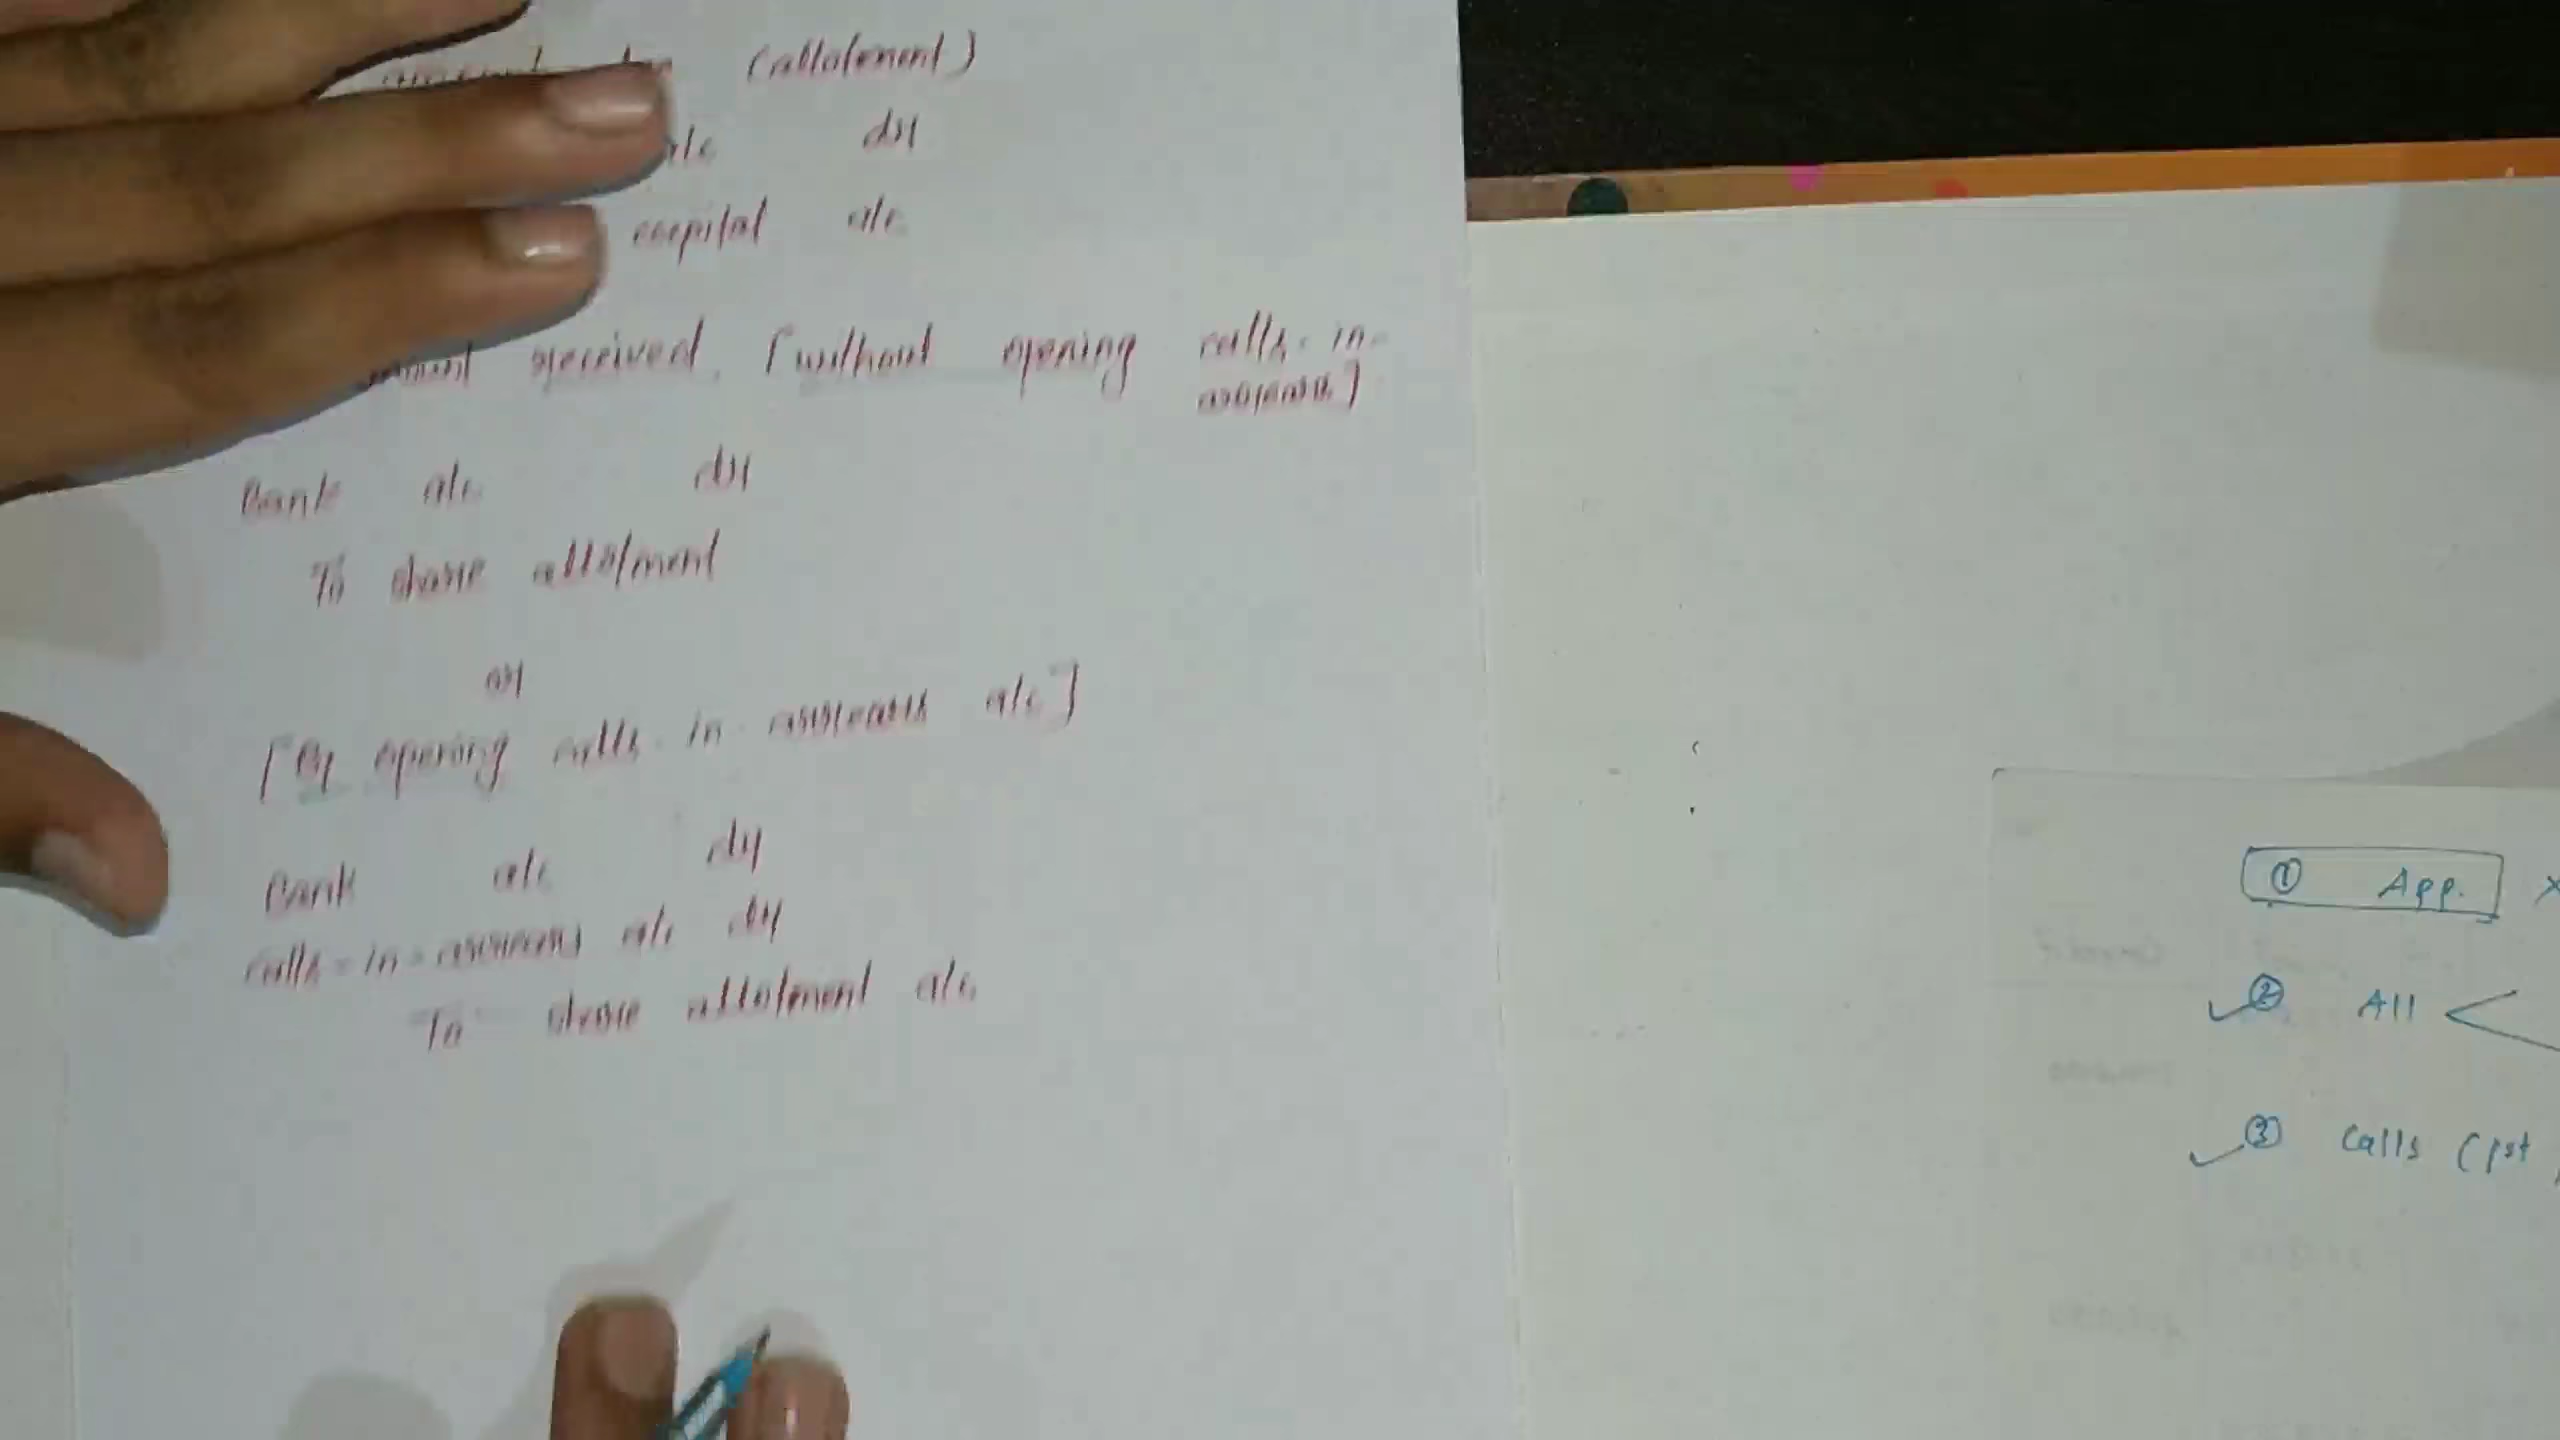 (allotement)
a/c dr
capital a/c
received [without opening calls-in-
arrears]
Bank a/c dr
To share allotment
or
[By opening calls-in-arrears a/c]
Bank a/c dr
calls-in-arrears a/c dr
To share allotment a/c
① App.
② All
③ Calls (1st